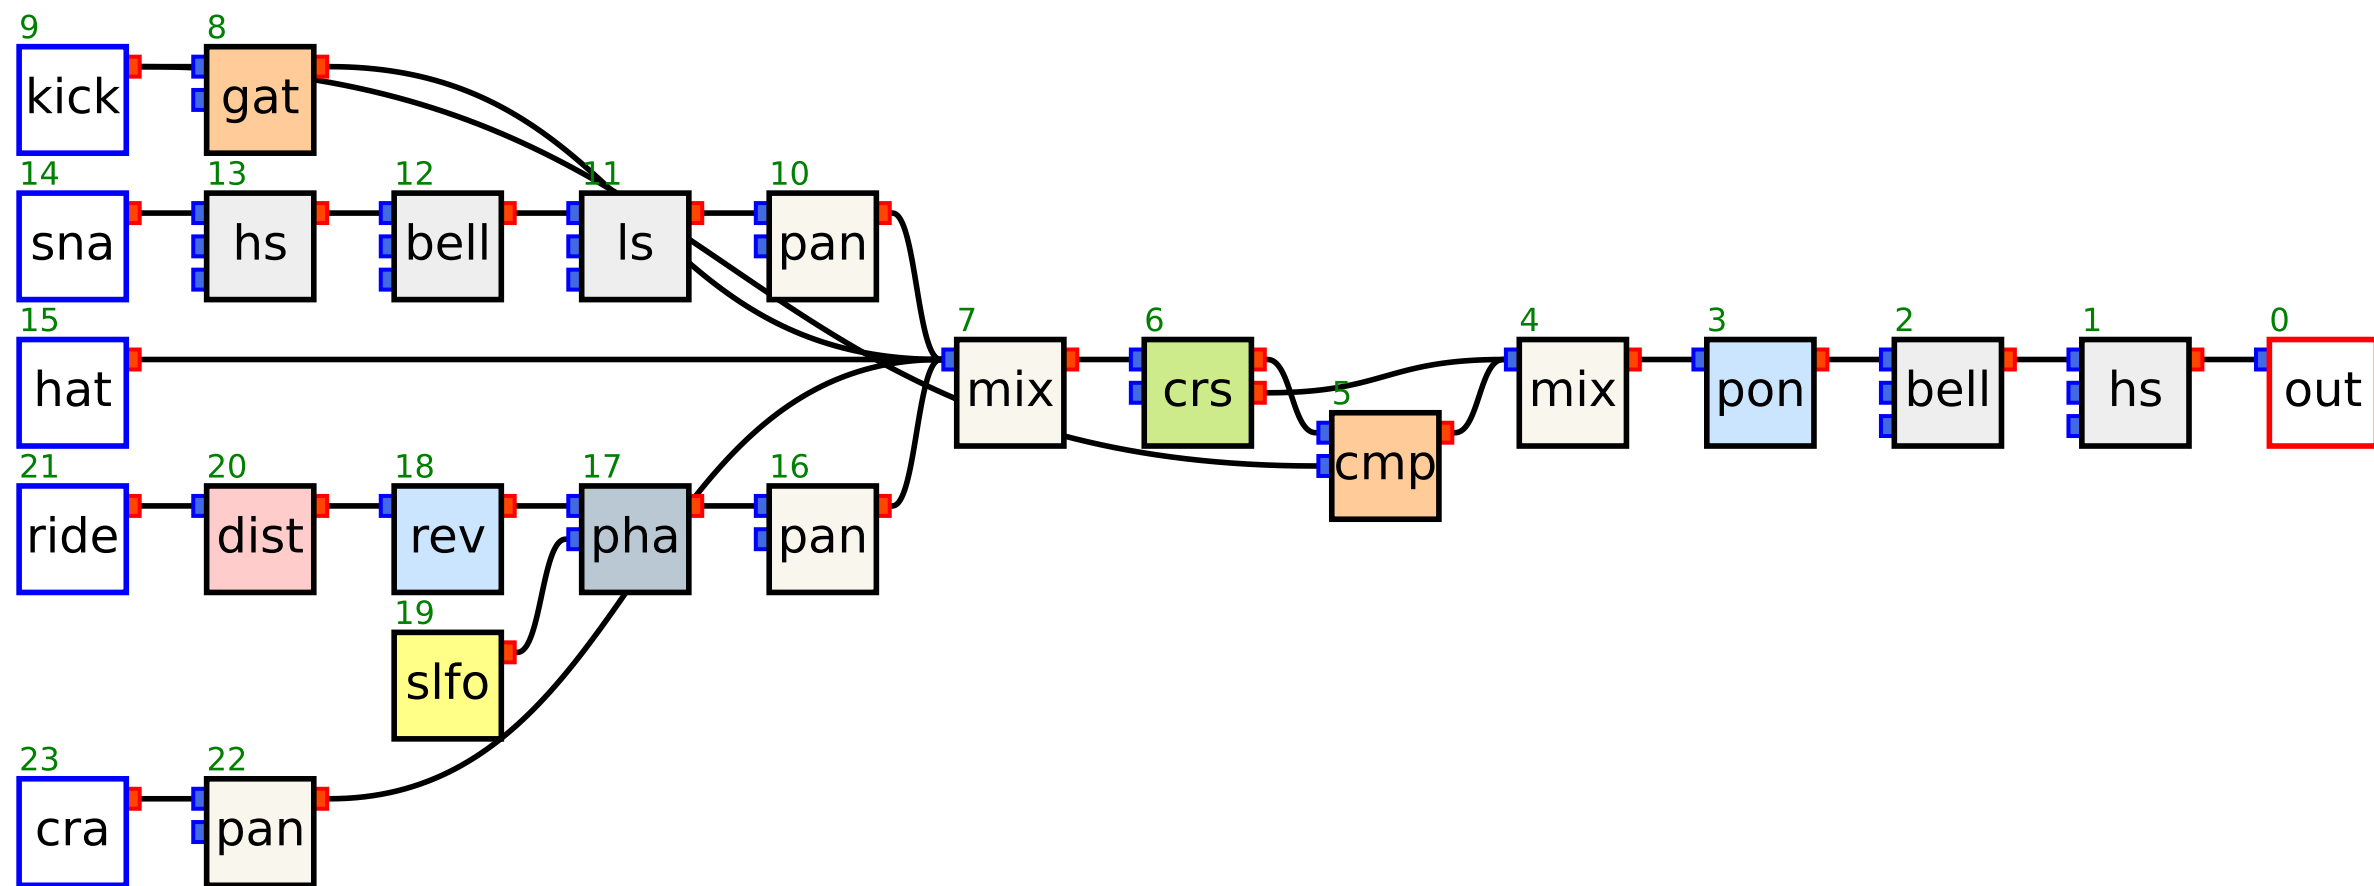 9 8
kick gat
14 13 12 11 10
sna hs bell ls pan
15 7 6 4 3 2 1 0
hat mix crs 5 mix pon bell hs out
cmp
21 20 18 17 16
ride dist rev pha pan
19
slfo
23 22
cra pan